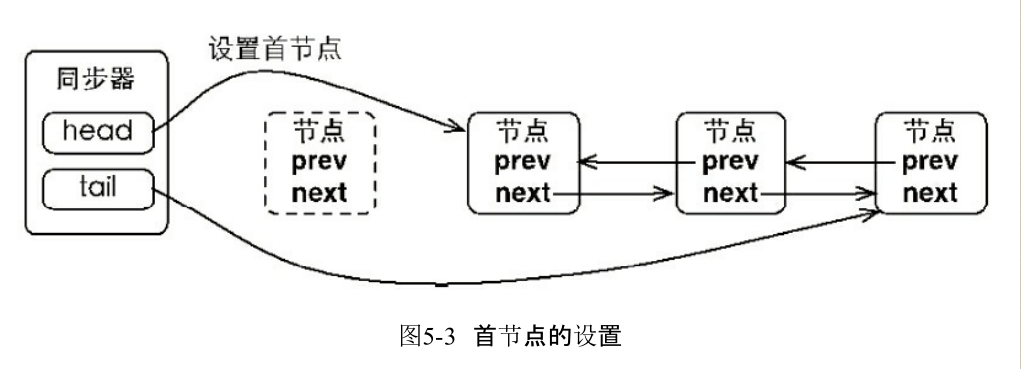 设置首节点
同步器
head
tail
节点
prev
next
节点
prev
next
节点
prev
next
节点
prev
next
图5-3 首节点的设置